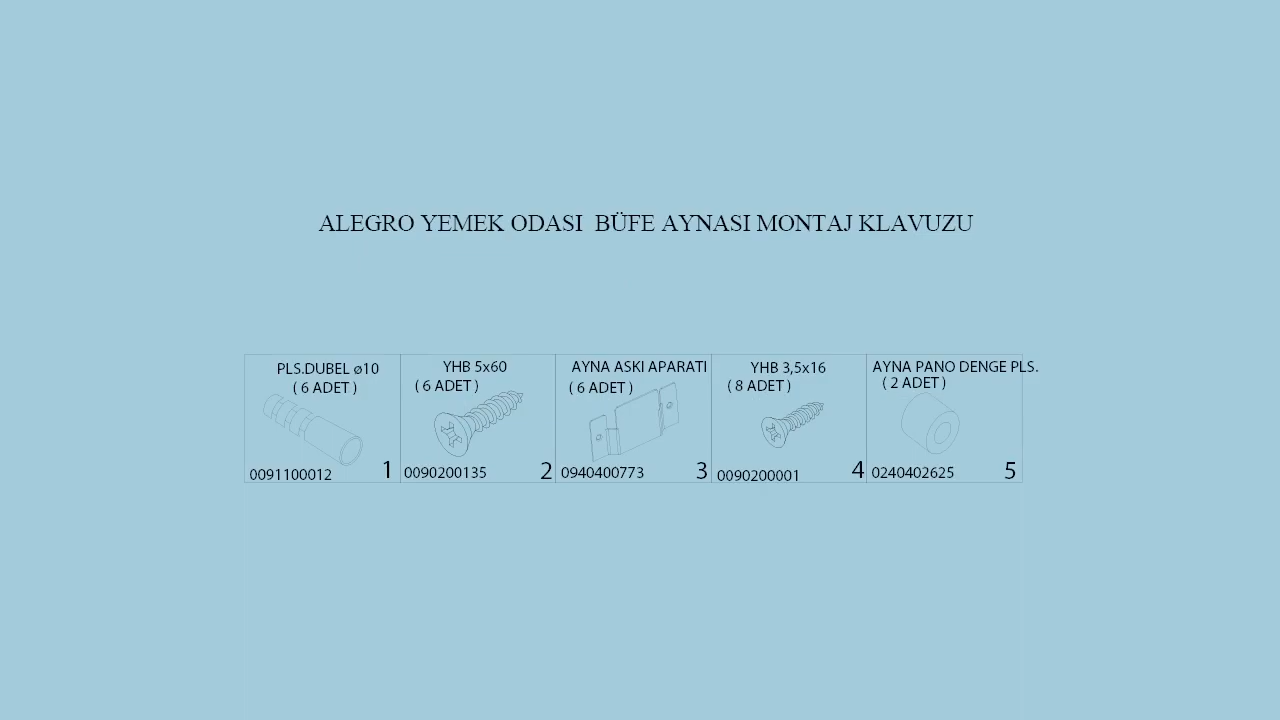 ALEGRO YEMEK ODASI BÜFE AYNASI MONTAJ KLAVUZU
PLS.DUBEL ø10
( 6 ADET )
0091100012
1
YHB 5x60
( 6 ADET )
0090200135
2
AYNA ASKI APARATI
( 6 ADET )
0940400773
3
YHB 3,5x16
( 8 ADET )
0090200001
4
AYNA PANO DENGE PLS.
( 2 ADET )
0240402625
5